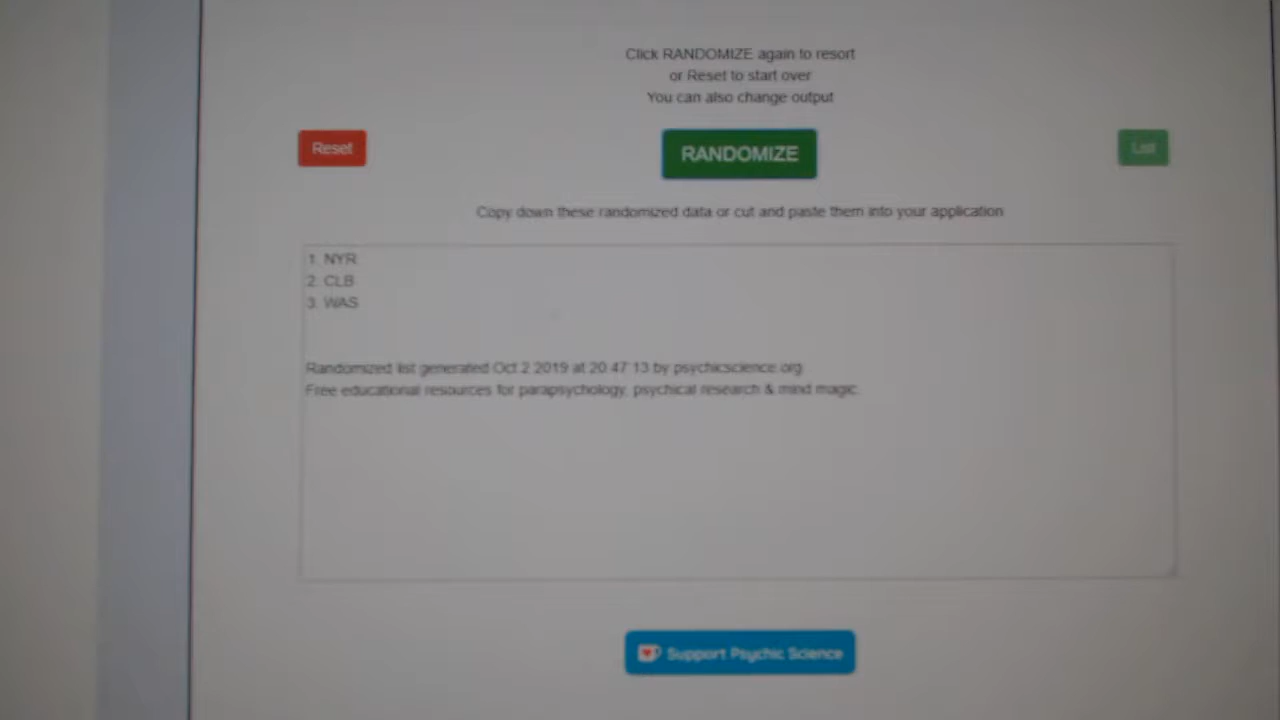 Click RANDOMIZE again to resort
or Reset to start over
You can also change output
Reset
RANDOMIZE
List
Copy down these randomized data or cut and paste them into your application
1. NYR
2. CLB
3. WAS
Randomized list generated Oct 2 2019 at 20:47:13 by psychicscience.org
Free educational resources for parapsychology, psychical research & mind magic.
Support Psychic Science